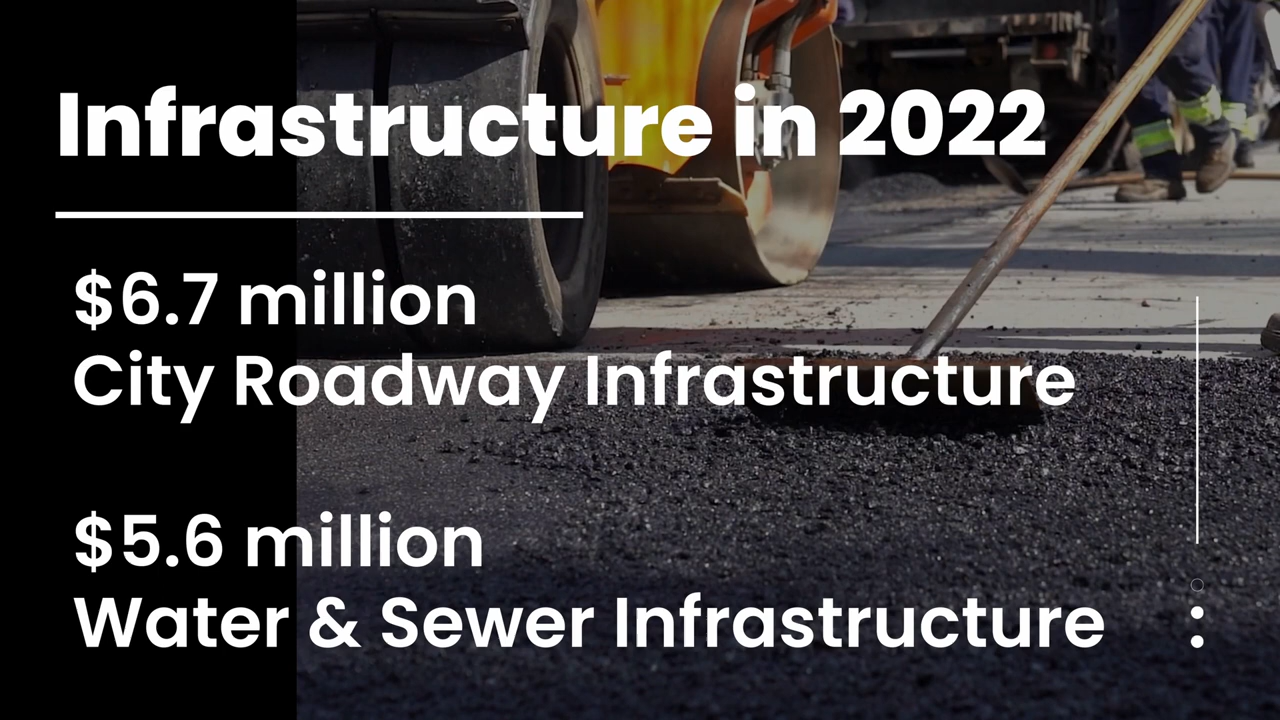 Infrastructure in 2022
$6.7 million
City Roadway Infrastructure
$5.6 million
Water & Sewer Infrastructure